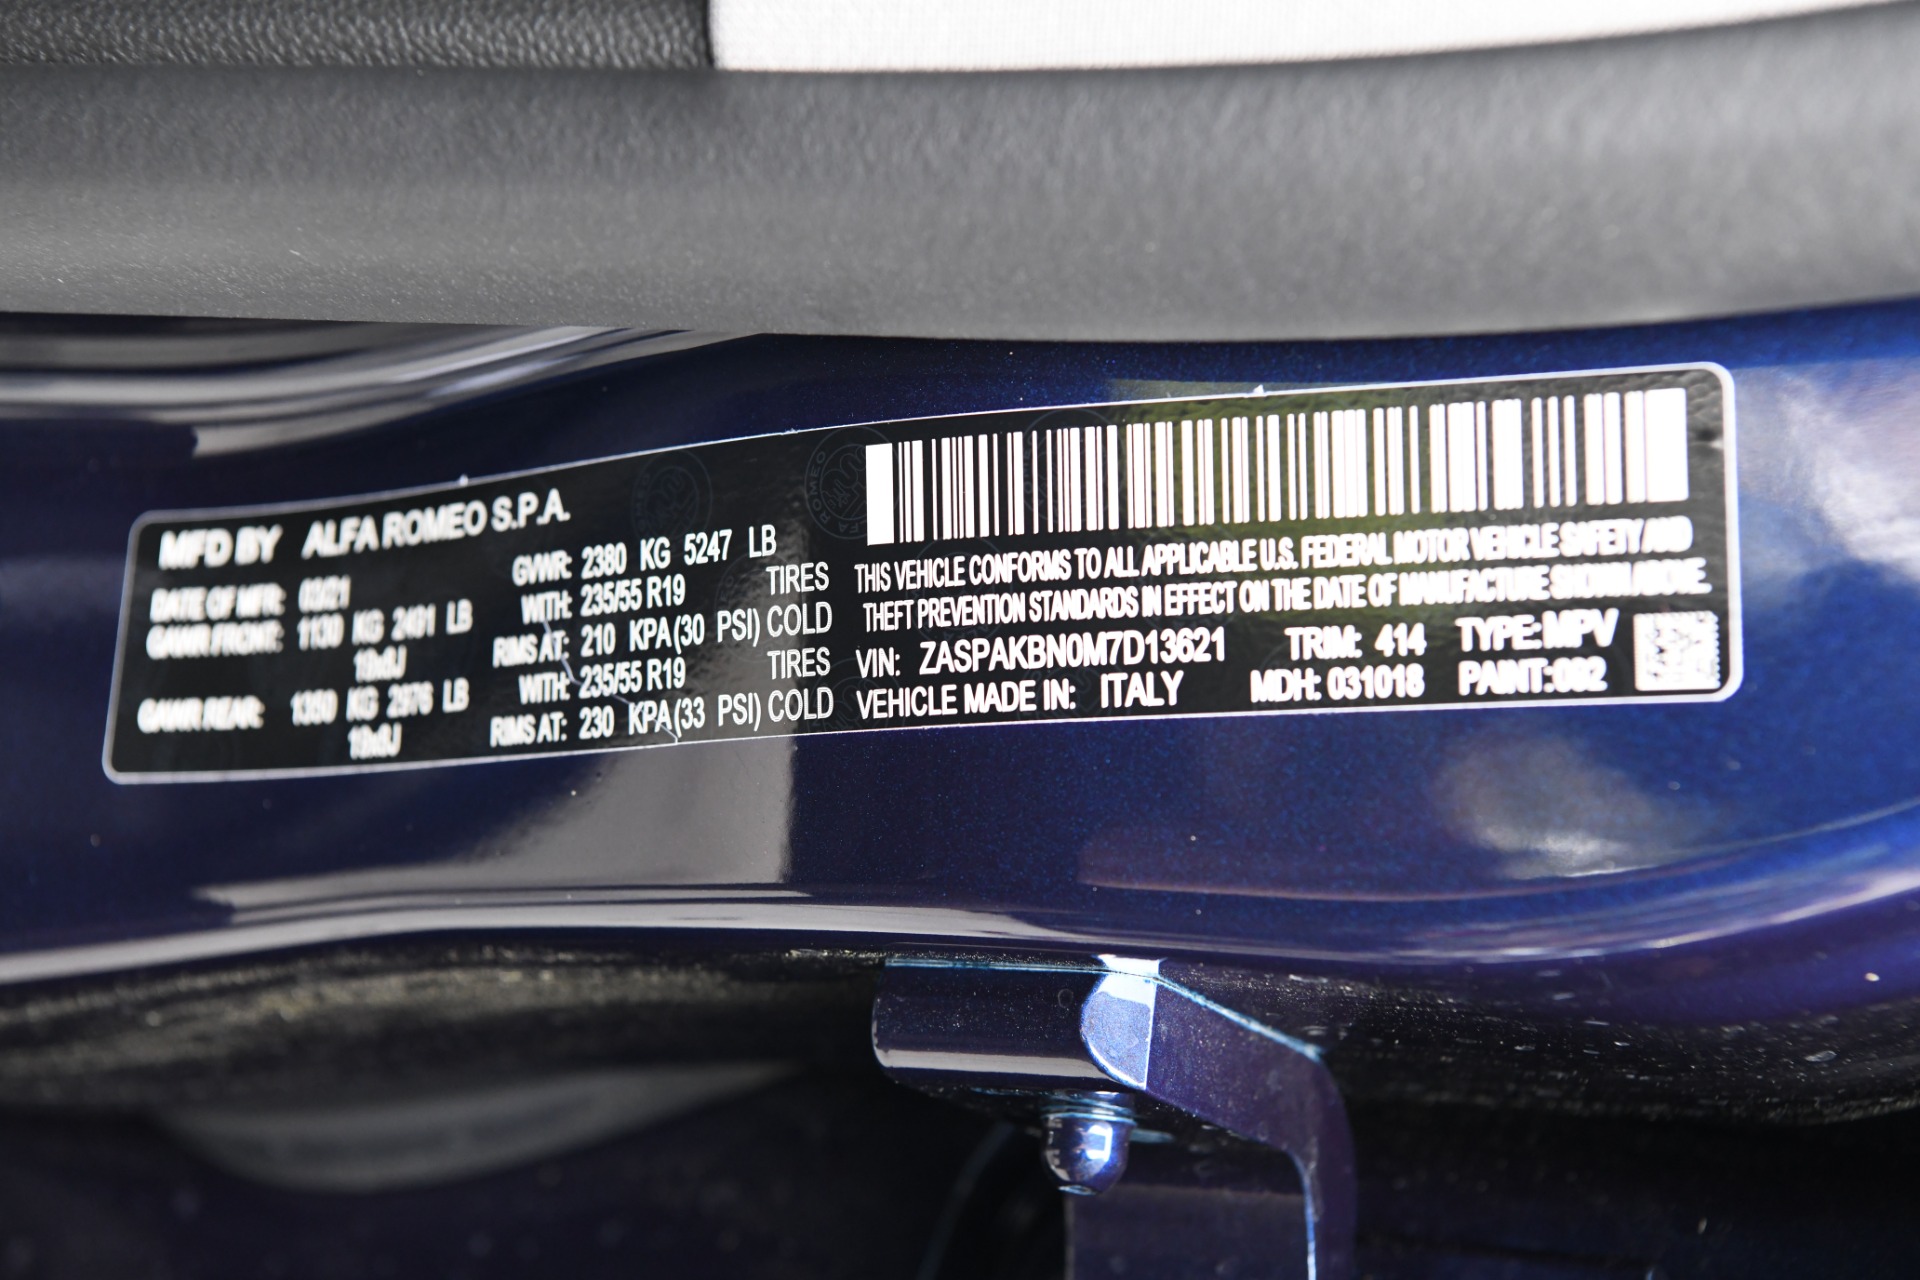 MFD BY ALFA ROMEO S.P.A.
DATE OF MFR: 03/21 GVWR: 2380 KG 5247 LB
GAWR FRONT: 1130 KG 2491 LB WITH: 235/55 R19 TIRES
18x8J RIMS AT: 210 KPA(30 PSI) COLD
GAWR REAR: 1350 KG 2976 LB WITH: 235/55 R19 TIRES
RIMS AT: 230 KPA(33 PSI) COLD
THIS VEHICLE CONFORMS TO ALL APPLICABLE U.S. FEDERAL MOTOR VEHICLE SAFETY AND
THEFT PREVENTION STANDARDS IN EFFECT ON THE DATE OF MANUFACTURE SHOWN ABOVE.
VIN: ZASPAKBN0M7D13621 TRIM: 414 TYPE: MPV
VEHICLE MADE IN: ITALY MDH: 031018 PAINT: 092
ALFA ROMEO